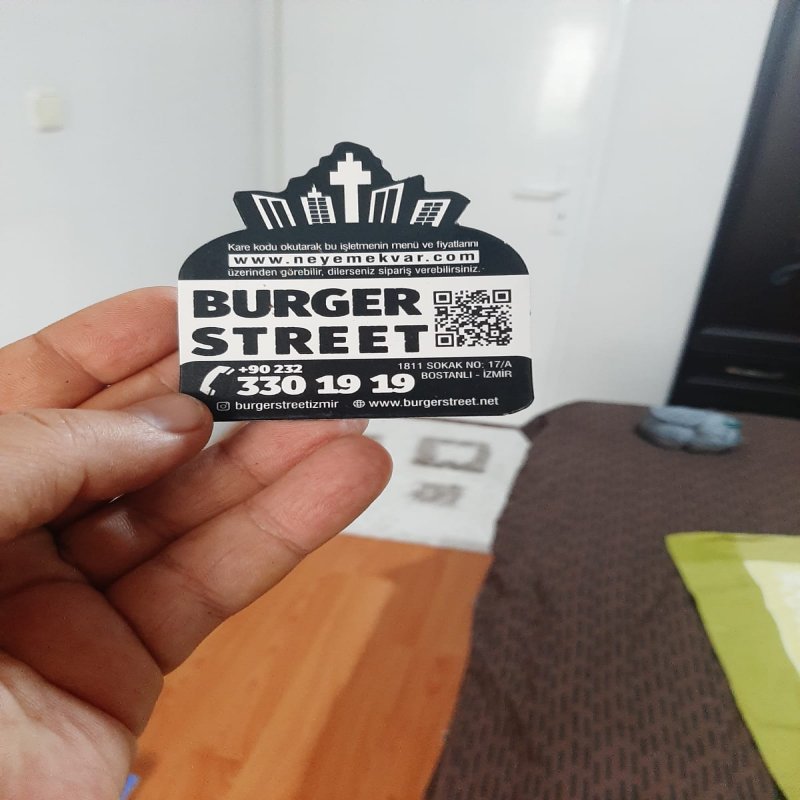 Kare kodu okutarak bu işletmenin menü ve fiyatlarını
www.neyemekvar.com
üzerinden görebilir, dilerseniz sipariş verebilirsiniz.
BURGER
STREET
+90 232
330 19 19
1811 SOKAK NO: 17/A
BOSTANLI - İZMİR
burgerstreetizmir
www.burgerstreet.net